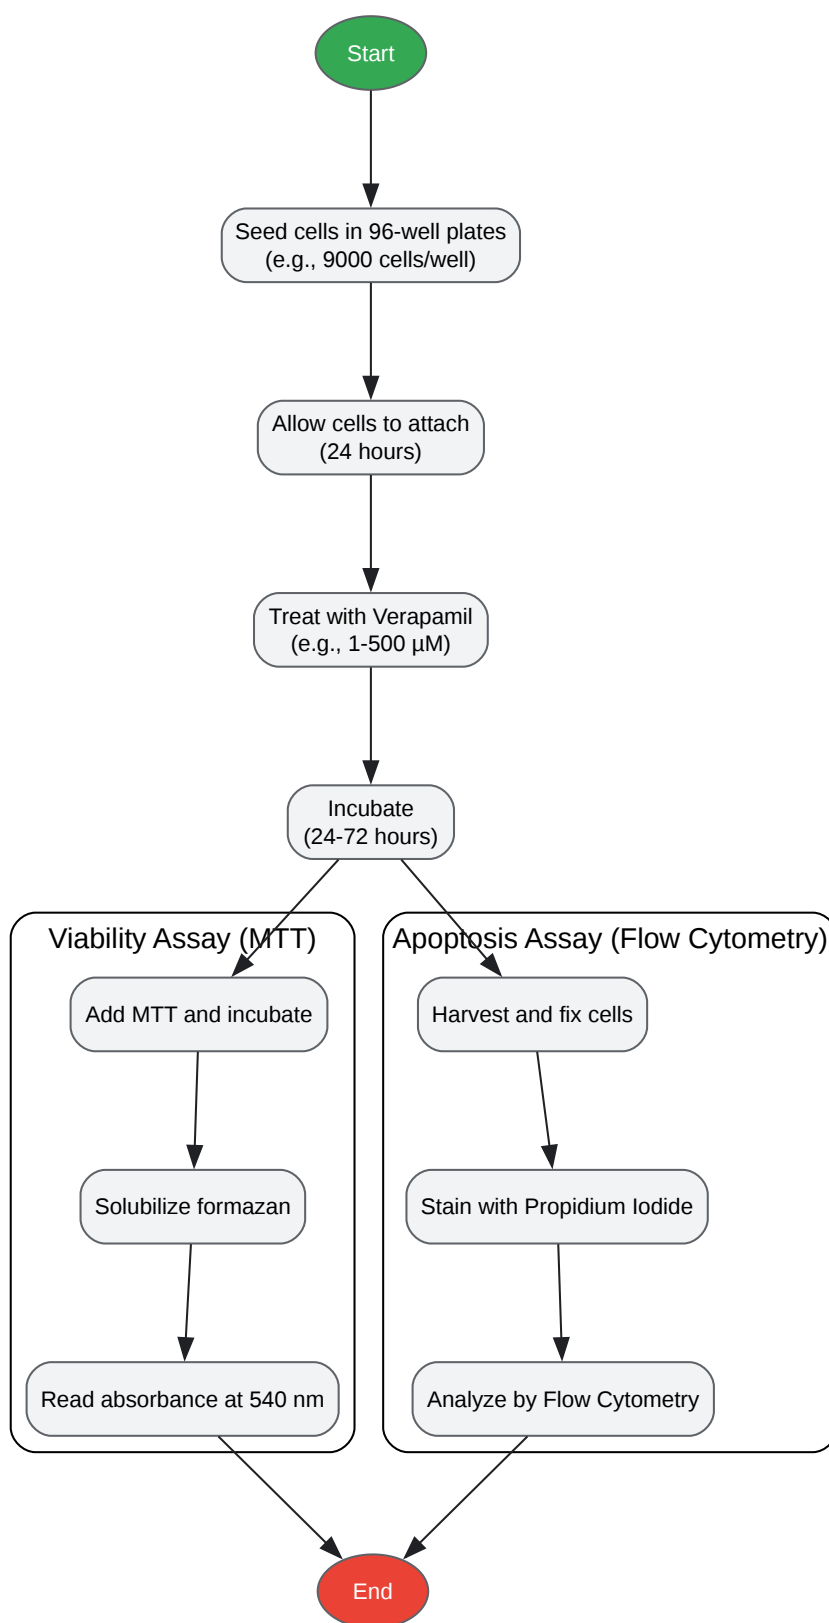 Start
Seed cells in 96-well plates
(e.g., 9000 cells/well)
Allow cells to attach
(24 hours)
Treat with Verapamil
(e.g., 1-500 µM)
Incubate
(24-72 hours)
Viability Assay (MTT)
Add MTT and incubate
Solubilize formazan
Read absorbance at 540 nm
Apoptosis Assay (Flow Cytometry)
Harvest and fix cells
Stain with Propidium Iodide
Analyze by Flow Cytometry
End